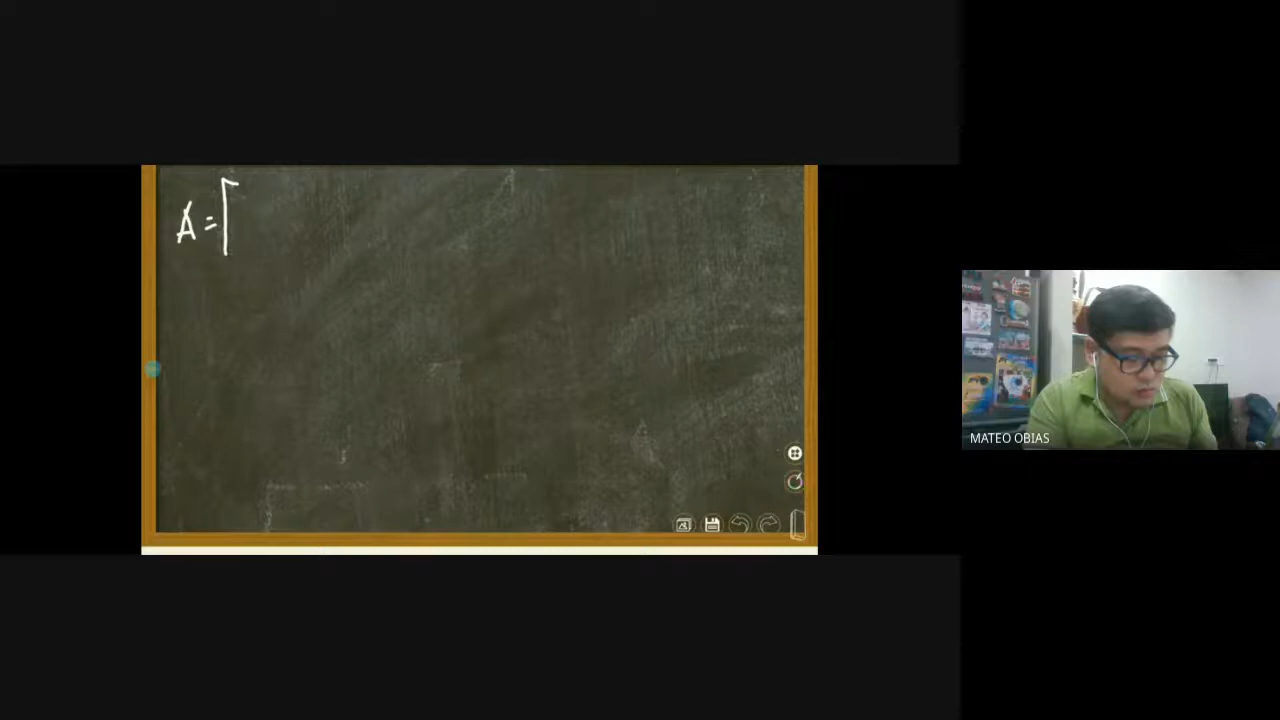 A = [
MATEO OBIAS